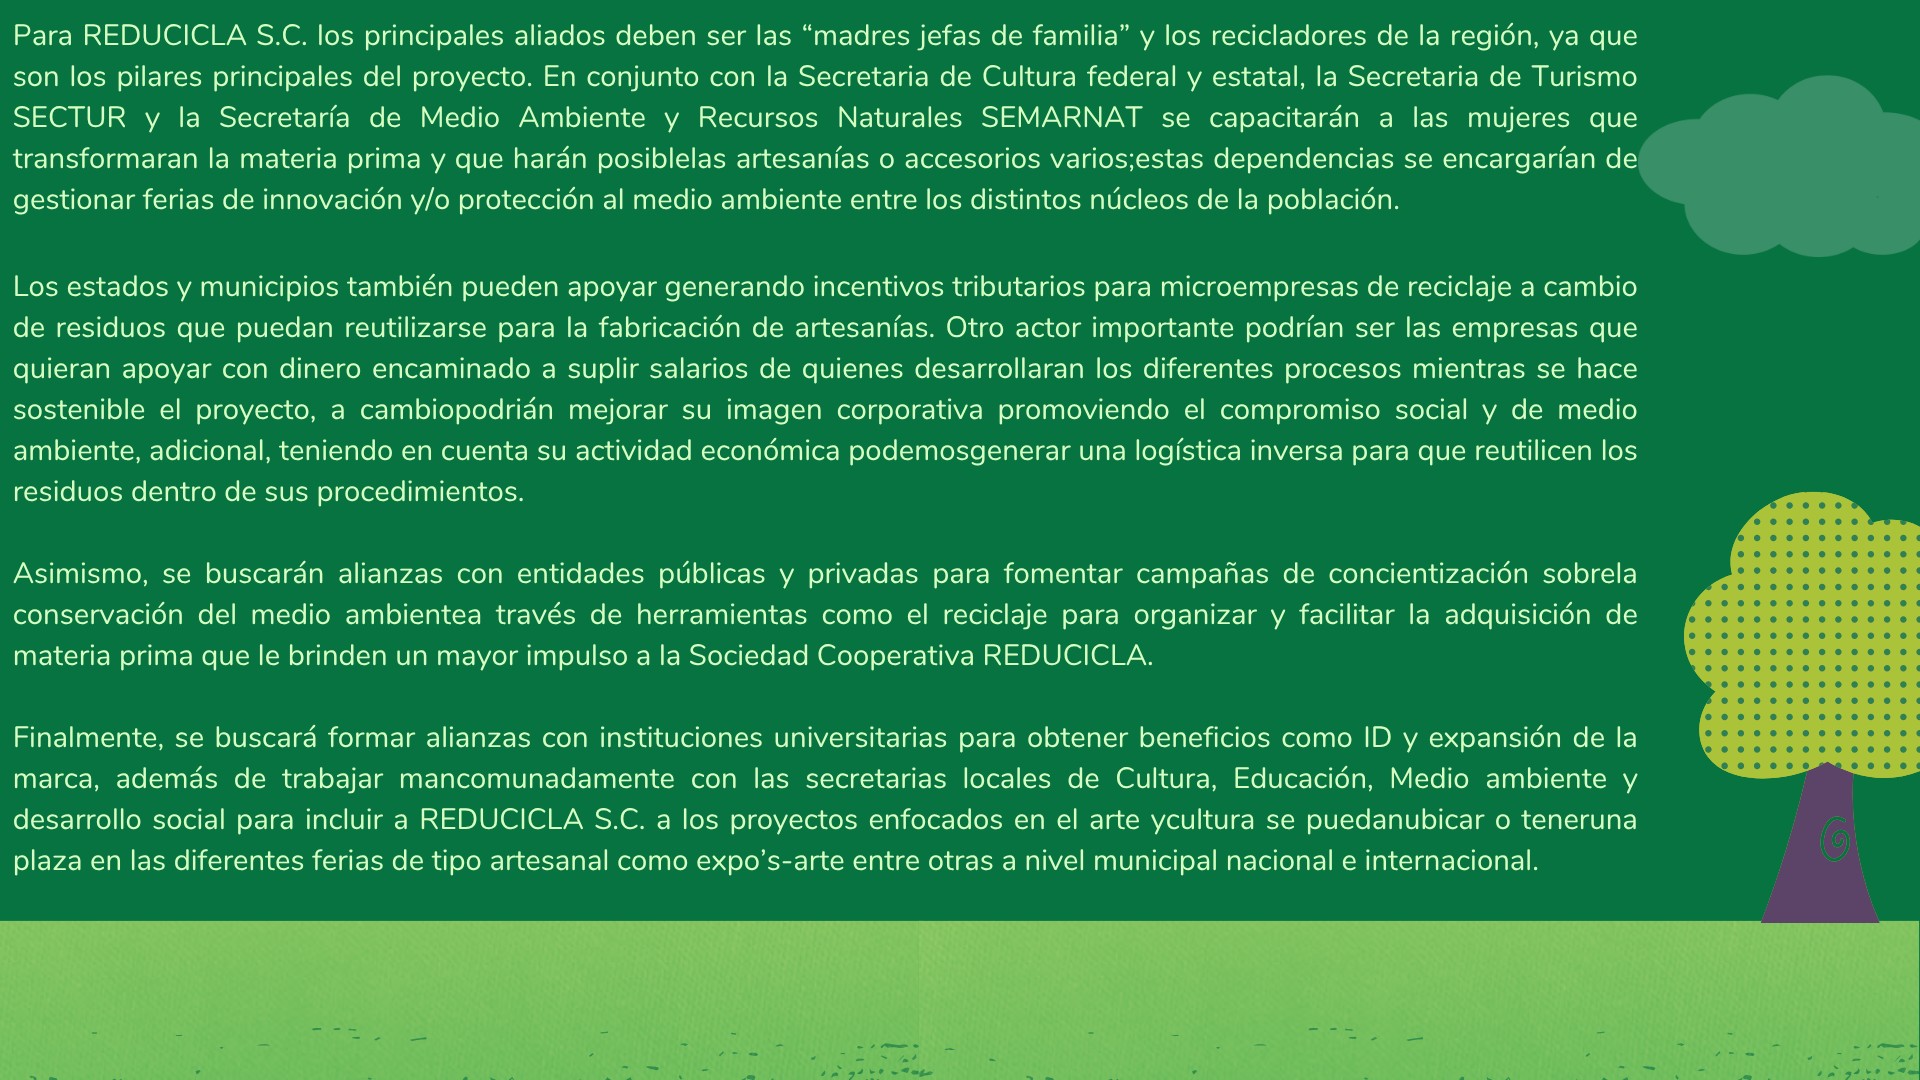 Para REDUCICLA S.C. los principales aliados deben ser las “madres jefas de familia” y los recicladores de la región, ya que
son los pilares principales del proyecto. En conjunto con la Secretaria de Cultura federal y estatal, la Secretaria de Turismo
SECTUR y la Secretaría de Medio Ambiente y Recursos Naturales SEMARNAT se capacitarán a las mujeres que
transformaran la materia prima y que harán posiblelas artesanías o accesorios varios;estas dependencias se encargarían de
gestionar ferias de innovación y/o protección al medio ambiente entre los distintos núcleos de la población.
Los estados y municipios también pueden apoyar generando incentivos tributarios para microempresas de reciclaje a cambio
de residuos que puedan reutilizarse para la fabricación de artesanías. Otro actor importante podrían ser las empresas que
quieran apoyar con dinero encaminado a suplir salarios de quienes desarrollaran los diferentes procesos mientras se hace
sostenible el proyecto, a cambiopodrián mejorar su imagen corporativa promoviendo el compromiso social y de medio
ambiente, adicional, teniendo en cuenta su actividad económica podemosgenerar una logística inversa para que reutilicen los
residuos dentro de sus procedimientos.
Asimismo, se buscarán alianzas con entidades públicas y privadas para fomentar campañas de concientización sobrela
conservación del medio ambientea través de herramientas como el reciclaje para organizar y facilitar la adquisición de
materia prima que le brinden un mayor impulso a la Sociedad Cooperativa REDUCICLA.
Finalmente, se buscará formar alianzas con instituciones universitarias para obtener beneficios como ID y expansión de la
marca, además de trabajar mancomunadamente con las secretarias locales de Cultura, Educación, Medio ambiente y
desarrollo social para incluir a REDUCICLA S.C. a los proyectos enfocados en el arte ycultura se puedanubicar o teneruna
plaza en las diferentes ferias de tipo artesanal como expo’s-arte entre otras a nivel municipal nacional e internacional.